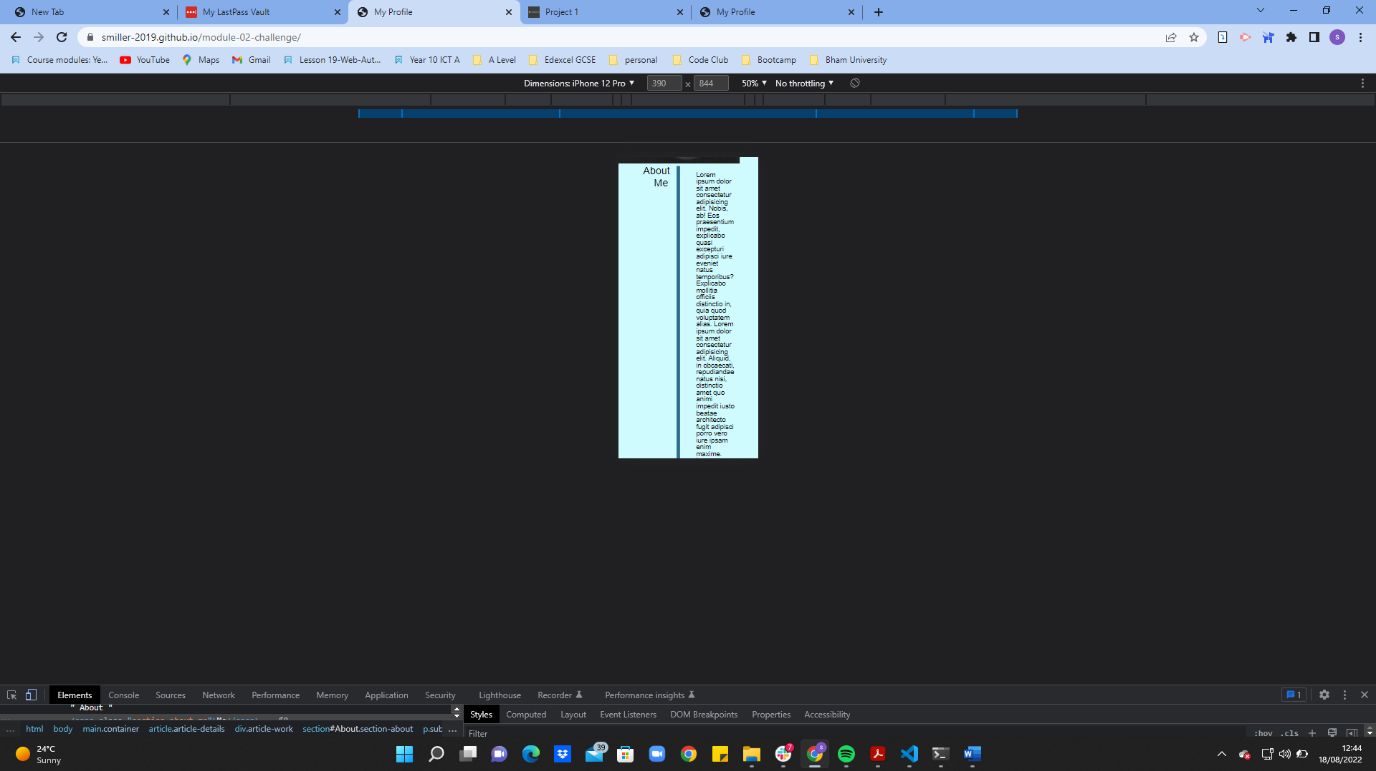 New Tab
My LastPass Vault
My Profile
Project 1
My Profile
smiller-2019.github.io/module-02-challenge/
S
Course modules: Ye...
YouTube
Maps
Gmail
Lesson 19-Web-Aut...
Year 10 ICT A
A Level
Edexcel GCSE
personal
Code Club
Bootcamp
Bham University
Dimensions: iPhone 12 Pro
390 × 844
50%
No throttling
About
Me
Lorem
ipsum dolor
sit amet
consectetur
adipisicing
elit. Nobis,
ab! Eos
praesentium
impedit,
explicabo
quasi
excepturi
adipisci iure
eveniet
natus
temporibus?
Explicabo
mollitia
officiis
distinctio in,
quia quod
voluptatem
alias. Lorem
ipsum dolor
sit amet
consectetur
adipisicing
elit. Aliquid,
in obcaecati,
repudiandae
natus nisi,
distinctio
amet quo
animi
impedit iusto
beatae
architecto
fugit adipisci
porro vero
iure ipsam
enim
maxime.
Elements
Console
Sources
Network
Performance
Memory
Application
Security
Lighthouse
Recorder
Performance insights
1
" About "
Styles
Computed
Layout
Event Listeners
DOM Breakpoints
Properties
Accessibility
... html body main.container article.article-details div.article-work section#About.section-about p.sub ...
Filter
:hov .cls
24°C
Sunny
39
7
12:44
18/08/2022